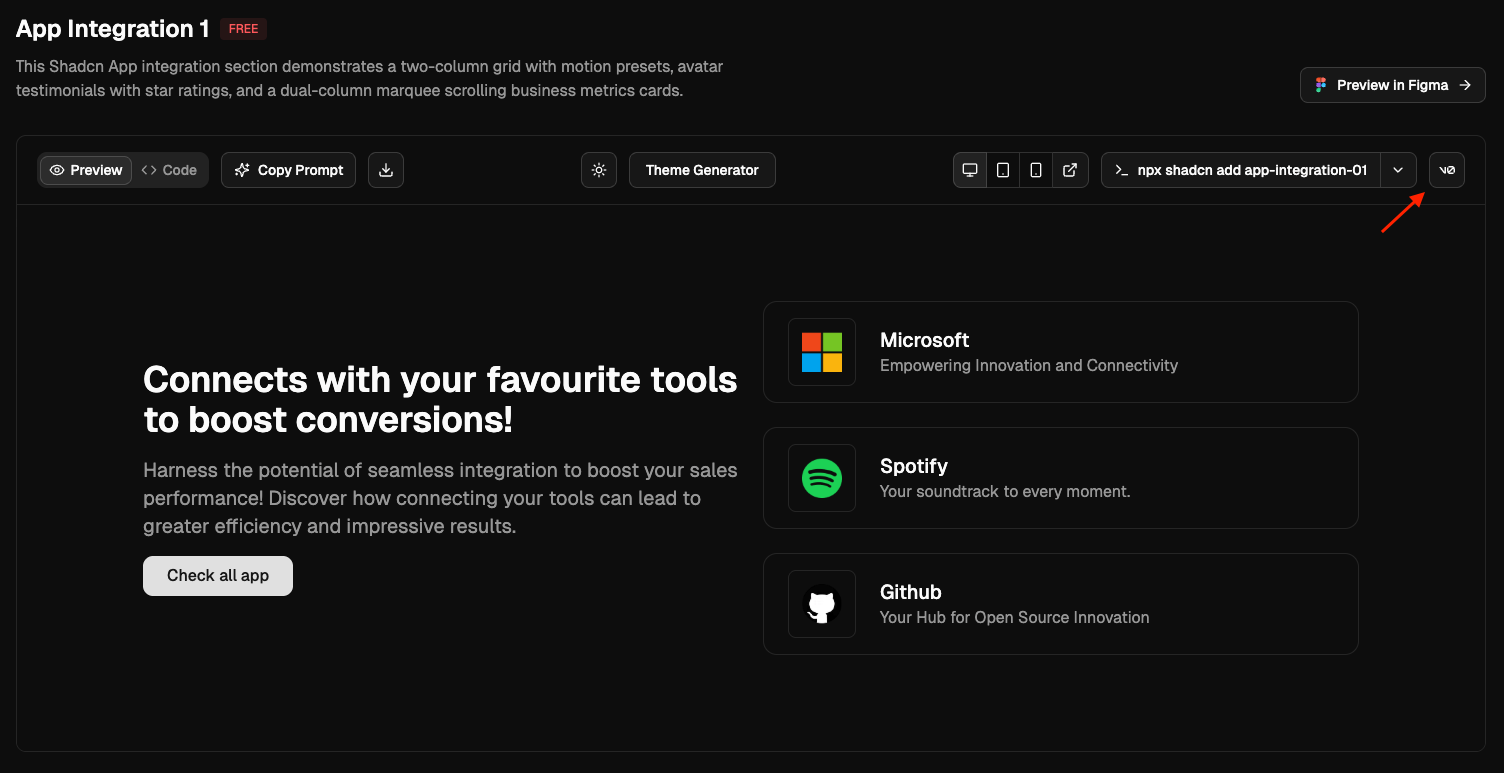 App Integration 1 FREE
This Shadcn App integration section demonstrates a two-column grid with motion presets, avatar
testimonials with star ratings, and a dual-column marquee scrolling business metrics cards.
Preview in Figma
Preview Code Copy Prompt Theme Generator npx shadcn add app-integration-01 v0
Connects with your favourite tools
to boost conversions!
Harness the potential of seamless integration to boost your sales
performance! Discover how connecting your tools can lead to
greater efficiency and impressive results.
Check all app
Microsoft
Empowering Innovation and Connectivity
Spotify
Your soundtrack to every moment.
Github
Your Hub for Open Source Innovation